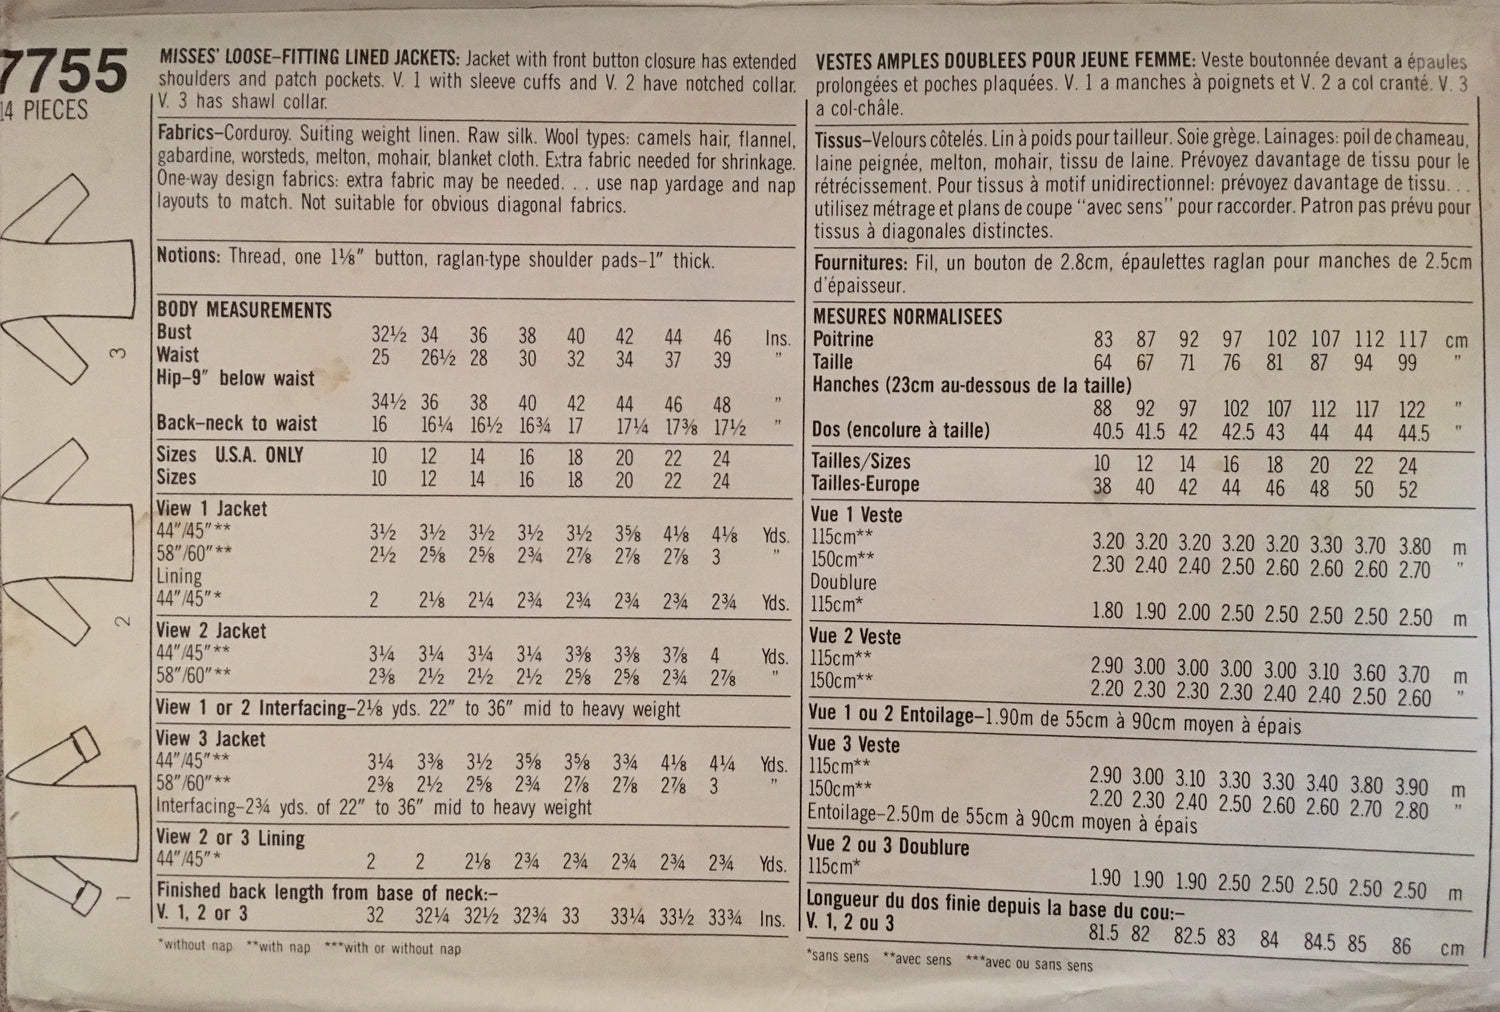 7755
14 PIECES
3
2
1
MISSES' LOOSE–FITTING LINED JACKETS: Jacket with front button closure has extended
shoulders and patch pockets. V. 1 with sleeve cuffs and V. 2 have notched collar.
V. 3 has shawl collar.
Fabrics–Corduroy. Suiting weight linen. Raw silk. Wool types: camels hair, flannel,
gabardine, worsteds, melton, mohair, blanket cloth. Extra fabric needed for shrinkage.
One-way design fabrics: extra fabric may be needed. . . use nap yardage and nap
layouts to match. Not suitable for obvious diagonal fabrics.
Notions: Thread, one 1⅛" button, raglan-type shoulder pads–1" thick.
BODY MEASUREMENTS
Bust 32½ 34 36 38 40 42 44 46 Ins.
Waist 25 26½ 28 30 32 34 37 39 "
Hip–9" below waist
34½ 36 38 40 42 44 46 48 "
Back–neck to waist 16 16¼ 16½ 16¾ 17 17¼ 17⅜ 17½ "
Sizes U.S.A. ONLY 10 12 14 16 18 20 22 24
Sizes 10 12 14 16 18 20 22 24
View 1 Jacket
44"/45"** 3½ 3½ 3½ 3½ 3½ 3⅝ 4⅛ 4⅛ Yds.
58"/60"** 2½ 2⅝ 2⅝ 2¾ 2⅞ 2⅞ 2⅞ 3 "
Lining
44"/45"* 2 2⅛ 2¼ 2¾ 2¾ 2¾ 2¾ 2¾ Yds.
View 2 Jacket
44"/45"** 3¼ 3¼ 3¼ 3¼ 3⅜ 3⅜ 3⅞ 4 Yds.
58"/60"** 2⅜ 2½ 2½ 2½ 2⅝ 2⅝ 2¾ 2⅞ "
View 1 or 2 Interfacing–2⅛ yds. 22" to 36" mid to heavy weight
View 3 Jacket
44"/45"** 3¼ 3⅜ 3½ 3⅝ 3⅝ 3¾ 4⅛ 4¼ Yds.
58"/60"** 2⅜ 2½ 2⅝ 2¾ 2⅞ 2⅞ 2⅞ 3 "
Interfacing–2¾ yds. of 22" to 36" mid to heavy weight
View 2 or 3 Lining
44"/45"* 2 2 2⅛ 2¾ 2¾ 2¾ 2¾ 2¾ Yds.
Finished back length from base of neck:–
V. 1, 2 or 3 32 32¼ 32½ 32¾ 33 33¼ 33½ 33¾ Ins.
*without nap **with nap ***with or without nap
VESTES AMPLES DOUBLEES POUR JEUNE FEMME: Veste boutonnée devant a épaules
prolongées et poches plaquées. V. 1 a manches à poignets et V. 2 a col cranté. V. 3
a col-châle.
Tissus–Velours côtelés. Lin à poids pour tailleur. Soie grège. Lainages: poil de chameau,
laine peignée, melton, mohair, tissu de laine. Prévoyez davantage de tissu pour le
rétrécissement. Pour tissus à motif unidirectionnel: prévoyez davantage de tissu. . .
utilisez métrage et plans de coupe "avec sens" pour raccorder. Patron pas prévu pour
tissus à diagonales distinctes.
Fournitures: Fil, un bouton de 2.8cm, épaulettes raglan pour manches de 2.5cm
d'épaisseur.
MESURES NORMALISEES
Poitrine 83 87 92 97 102 107 112 117 cm
Taille 64 67 71 76 81 87 94 99 "
Hanches (23cm au-dessous de la taille)
88 92 97 102 107 112 117 122 "
Dos (encolure à taille) 40.5 41.5 42 42.5 43 44 44 44.5 "
Tailles/Sizes 10 12 14 16 18 20 22 24
Tailles-Europe 38 40 42 44 46 48 50 52
Vue 1 Veste
115cm** 3.20 3.20 3.20 3.20 3.20 3.30 3.70 3.80 m
150cm** 2.30 2.40 2.40 2.50 2.60 2.60 2.60 2.70 "
Doublure
115cm* 1.80 1.90 2.00 2.50 2.50 2.50 2.50 2.50 m
Vue 2 Veste
115cm** 2.90 3.00 3.00 3.00 3.00 3.10 3.60 3.70 m
150cm** 2.20 2.30 2.30 2.30 2.40 2.40 2.50 2.60 "
Vue 1 ou 2 Entoilage–1.90m de 55cm à 90cm moyen à épais
Vue 3 Veste
115cm** 2.90 3.00 3.10 3.30 3.30 3.40 3.80 3.90 m
150cm** 2.20 2.30 2.40 2.50 2.60 2.60 2.70 2.80 "
Entoilage–2.50m de 55cm à 90cm moyen à épais
Vue 2 ou 3 Doublure
115cm* 1.90 1.90 1.90 2.50 2.50 2.50 2.50 2.50 m
Longueur du dos finie depuis la base du cou:–
V. 1, 2 ou 3 81.5 82 82.5 83 84 84.5 85 86 cm
*sans sens **avec sens ***avec ou sans sens